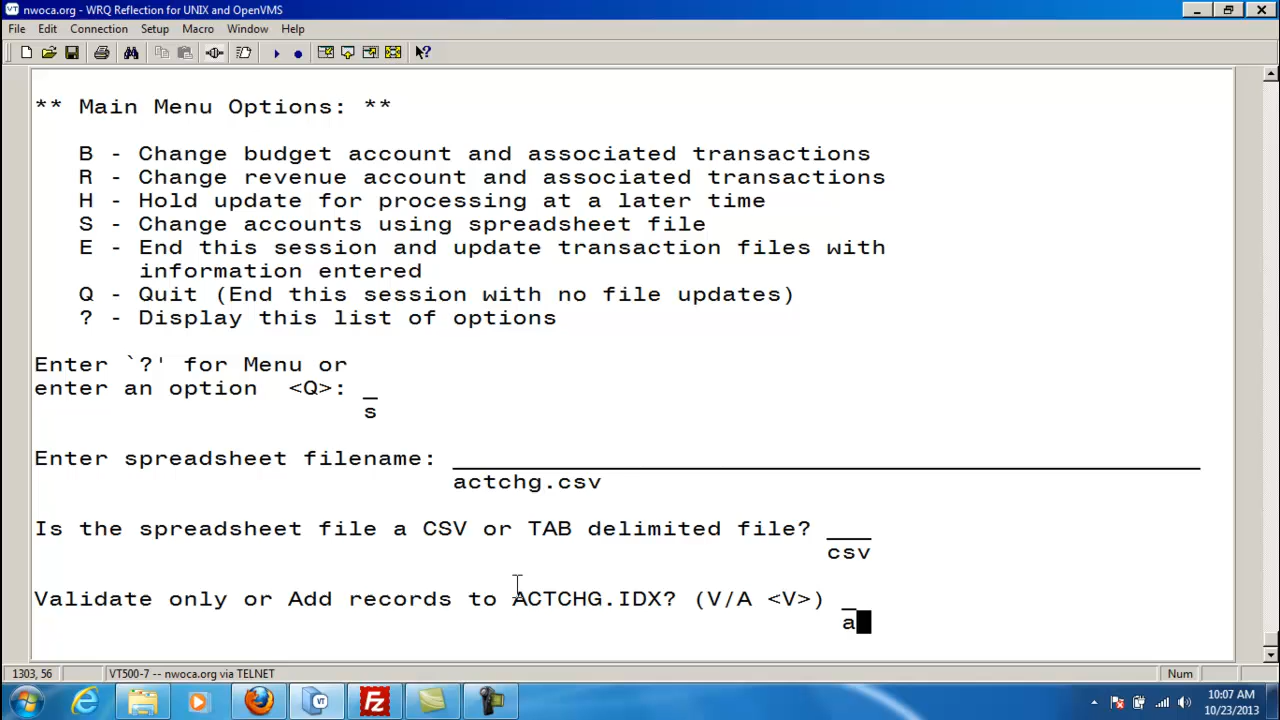 nwoca.org - WRQ Reflection for UNIX and OpenVMS
File Edit Connection Setup Macro Window Help
** Main Menu Options: **
B - Change budget account and associated transactions
R - Change revenue account and associated transactions
H - Hold update for processing at a later time
S - Change accounts using spreadsheet file
E - End this session and update transaction files with
information entered
Q - Quit (End this session with no file updates)
? - Display this list of options
Enter `?' for Menu or
enter an option <Q>: _
s
Enter spreadsheet filename:
actchg.csv
Is the spreadsheet file a CSV or TAB delimited file? ___
csv
Validate only or Add records to ACTCHG.IDX? (V/A <V>) _
a
1303, 56 VT500-7 -- nwoca.org via TELNET Num
VT
10:07 AM
10/23/2013